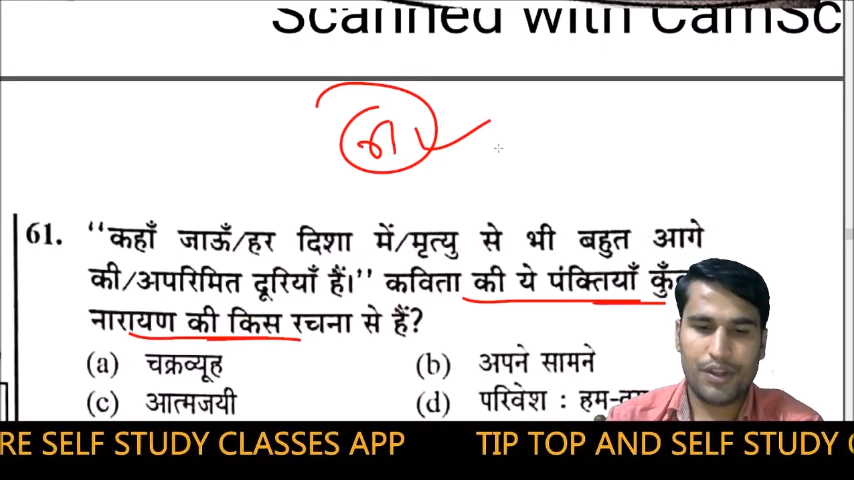 Scanned with CamSc
61. “कहाँ जाऊँ/हर दिशा में/मृत्यु से भी बहुत आगे
की/अपरिमित दूरियाँ हैं।” कविता की ये पंक्तियाँ
नारायण की किस रचना से हैं?
(a) चक्रव्यूह (b) अपने सामने
(c) आत्मजयी (d) परिवेश : हम-
RE SELF STUDY CLASSES APP TIP TOP AND SELF STUDY